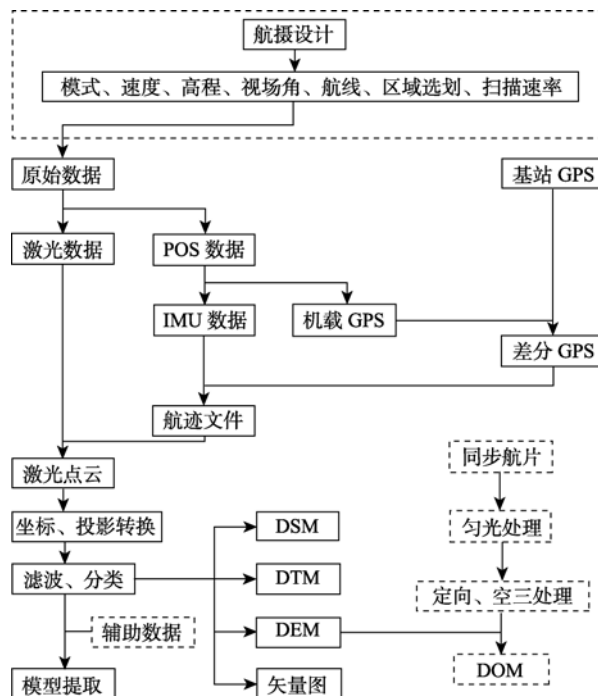 航摄设计
模式、速度、高程、视场角、航线、区域选划、扫描速率
原始数据
基站 GPS
激光数据
POS 数据
IMU 数据
机载 GPS
差分 GPS
航迹文件
激光点云
同步航片
坐标、投影转换
DSM
匀光处理
滤波、分类
DTM
定向、空三处理
辅助数据
DEM
DOM
模型提取
矢量图